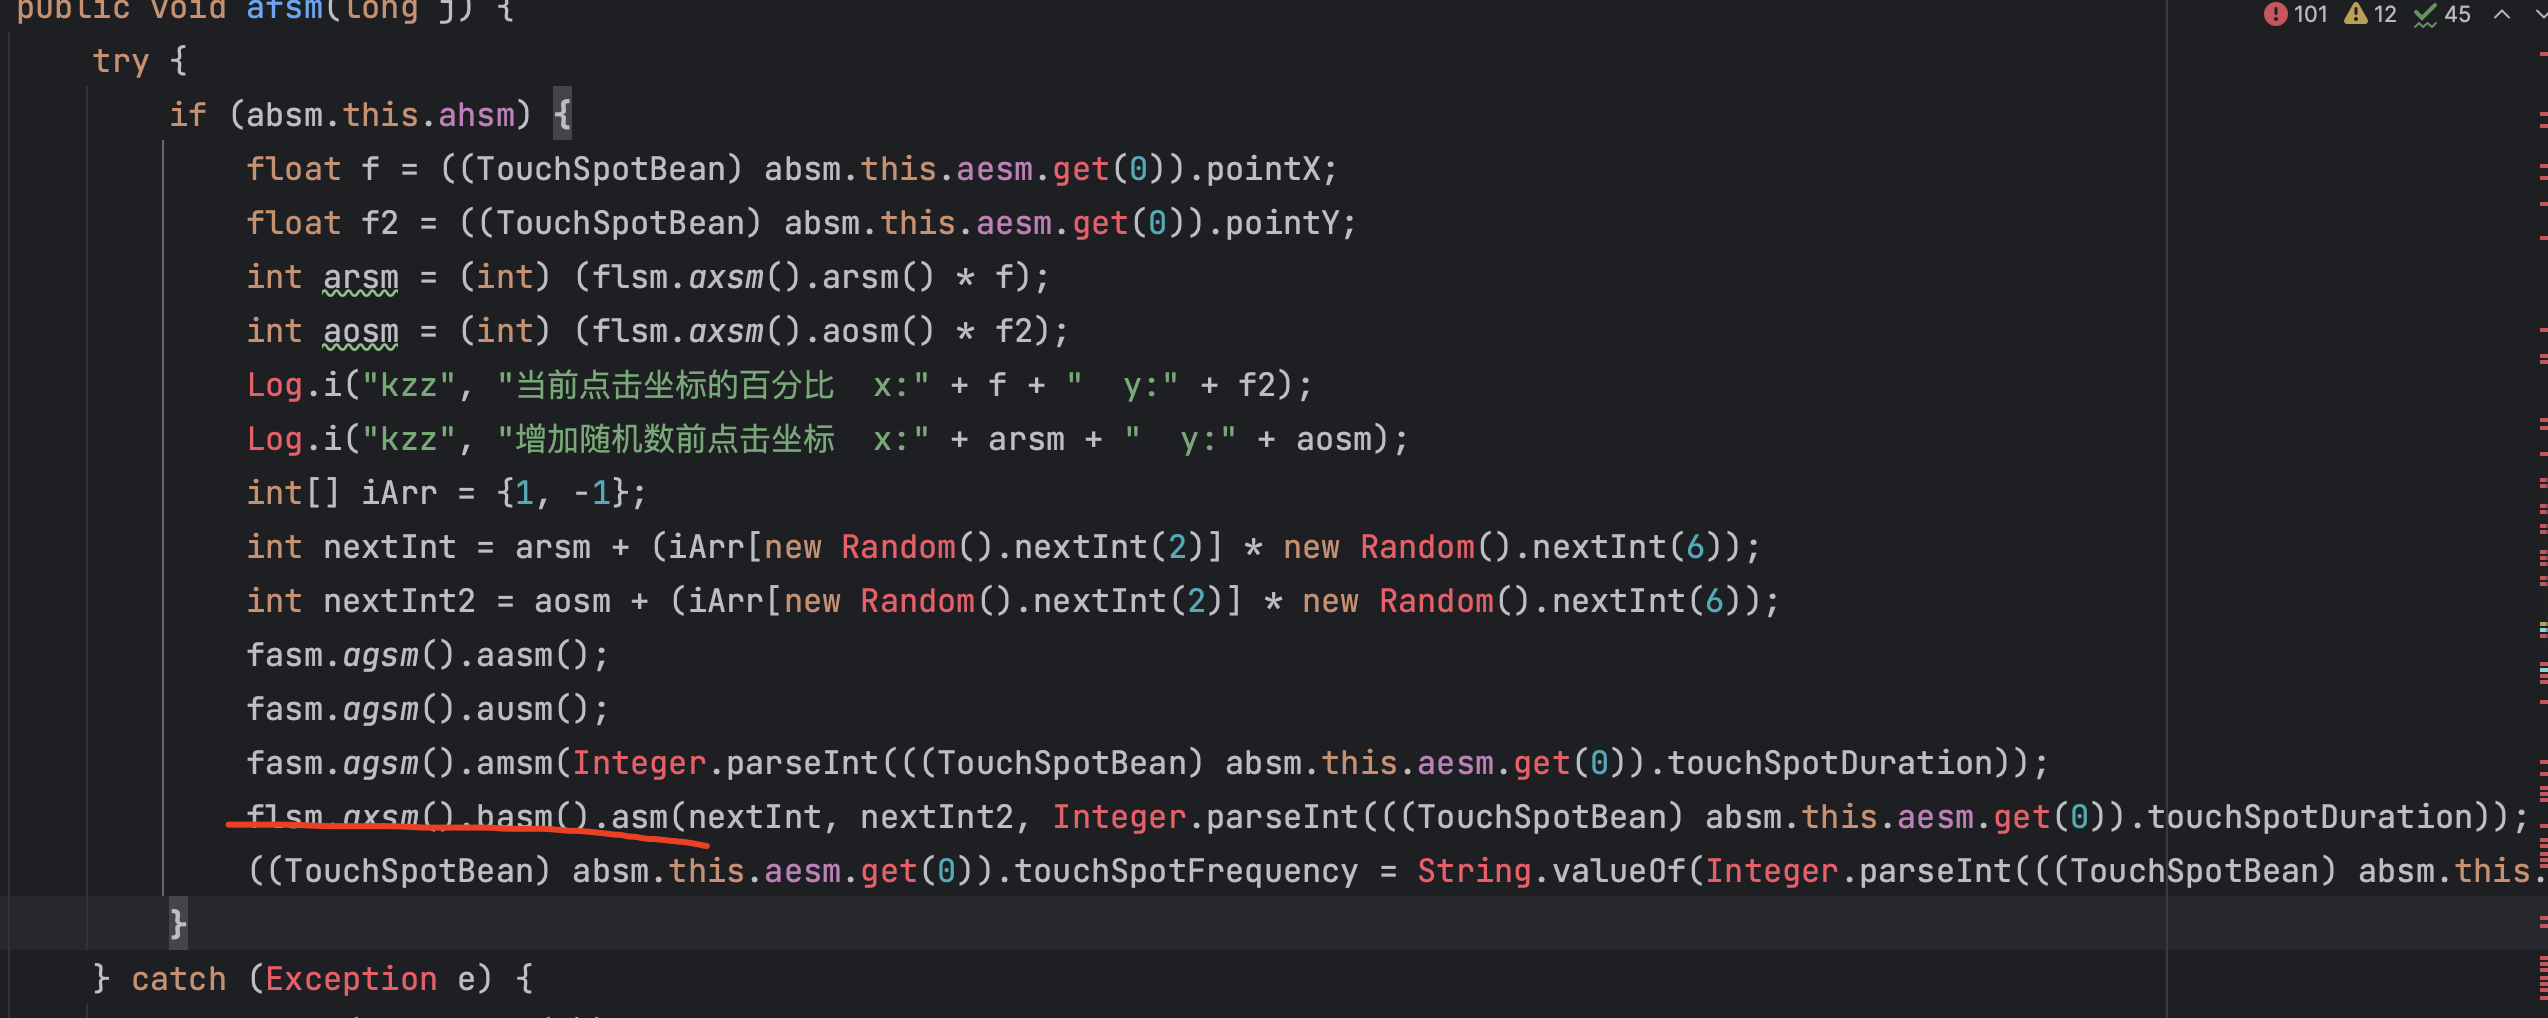 public void afsm(long j) {
101 12 45
try {
if (absm.this.ahsm) {
float f = ((TouchSpotBean) absm.this.aesm.get(0)).pointX;
float f2 = ((TouchSpotBean) absm.this.aesm.get(0)).pointY;
int arsm = (int) (flsm.axsm().arsm() * f);
int aosm = (int) (flsm.axsm().aosm() * f2);
Log.i("kzz", "当前点击坐标的百分比  x:" + f + "  y:" + f2);
Log.i("kzz", "增加随机数前点击坐标  x:" + arsm + "  y:" + aosm);
int[] iArr = {1, -1};
int nextInt = arsm + (iArr[new Random().nextInt(2)] * new Random().nextInt(6));
int nextInt2 = aosm + (iArr[new Random().nextInt(2)] * new Random().nextInt(6));
fasm.agsm().aasm();
fasm.agsm().ausm();
fasm.agsm().amsm(Integer.parseInt(((TouchSpotBean) absm.this.aesm.get(0)).touchSpotDuration));
flsm.axsm().basm().asm(nextInt, nextInt2, Integer.parseInt(((TouchSpotBean) absm.this.aesm.get(0)).touchSpotDuration));
((TouchSpotBean) absm.this.aesm.get(0)).touchSpotFrequency = String.valueOf(Integer.parseInt(((TouchSpotBean) absm.this.
}
} catch (Exception e) {